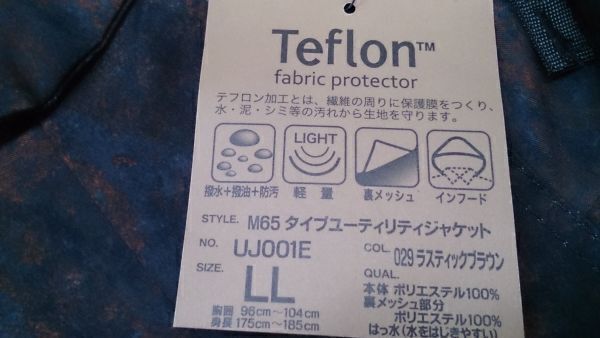 Teflon™
fabric protector
テフロン加工とは、繊維の周りに保護膜をつくり、
水・泥・シミ等の汚れから生地を守ります。
LIGHT
撥水+撥油+防汚
軽量
裏メッシュ
インフード
STYLE. M65 タイプユーティリティジャケット
NO. UJ001E
COL. 029 ラスティックブラウン
SIZE. LL
胸囲 96cm～104cm
身長 175cm～185cm
QUAL.
本体 ポリエステル100%
裏メッシュ部分
ポリエステル100%
はっ水(水をはじきやすい)